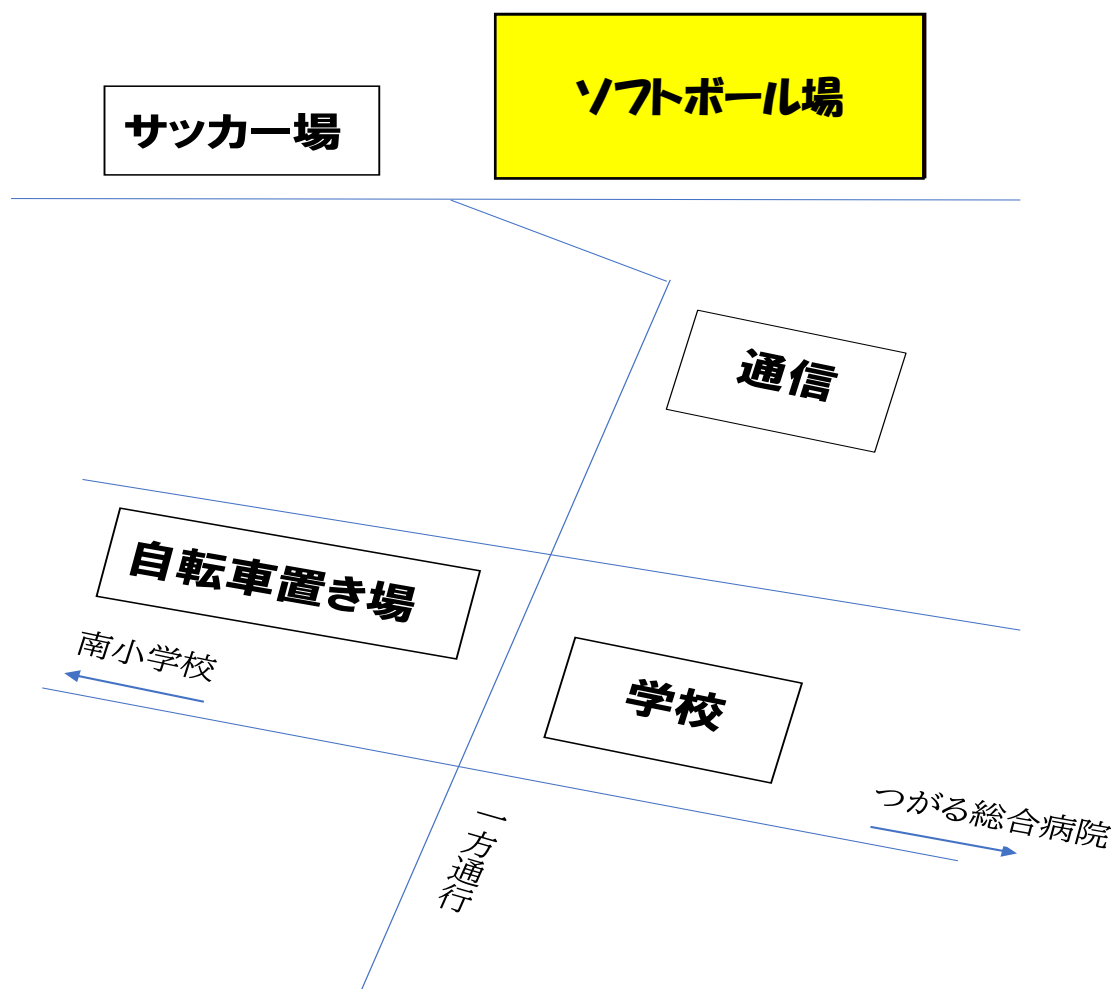 ソフトボール場
サッカー場
通信
自転車置き場
南小学校
学校
つがる総合病院
一方通行